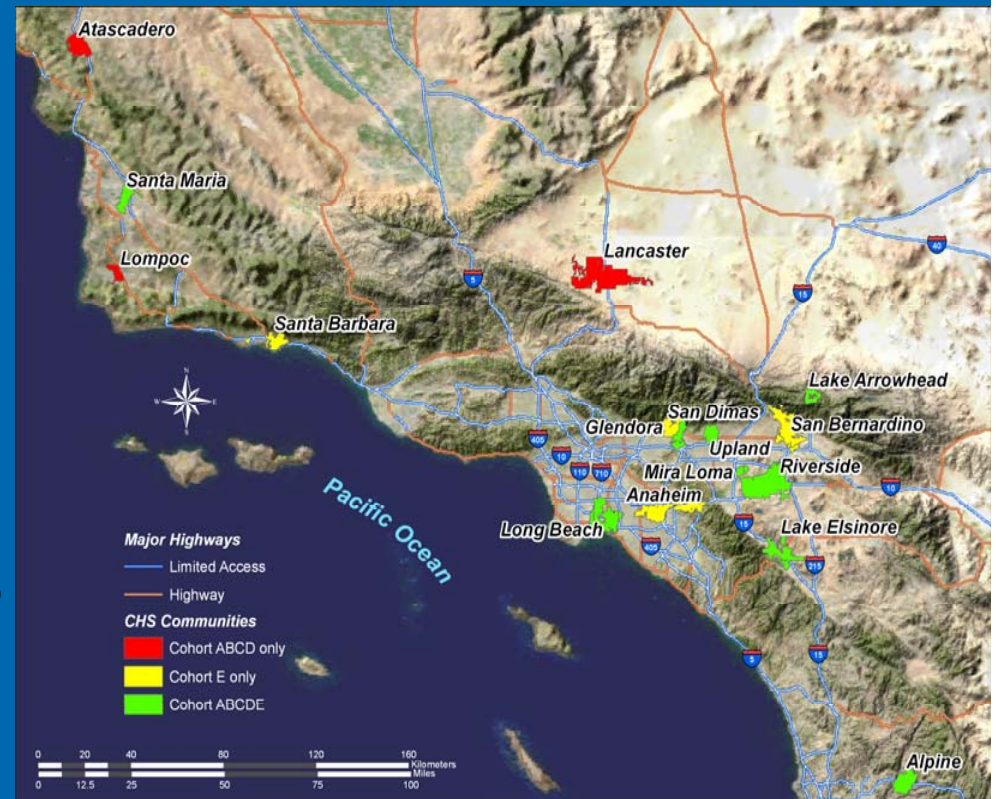 Atascadero
Santa Maria
Lompoc
Santa Barbara
Lancaster
5
15
40
Lake Arrowhead
San Dimas
Glendora
San Bernardino
Upland
405
10
110
710
Mira Loma
Riverside
10
Anaheim
Long Beach
15
Lake Elsinore
405
215
5
15
Alpine
N
W
E
S
Pacific Ocean
Major Highways
Limited Access
Highway
CHS Communities
Cohort ABCD only
Cohort E only
Cohort ABCDE
0 20 40 80 120 160
Kilometers
Miles
0 12.5 25 50 75 100